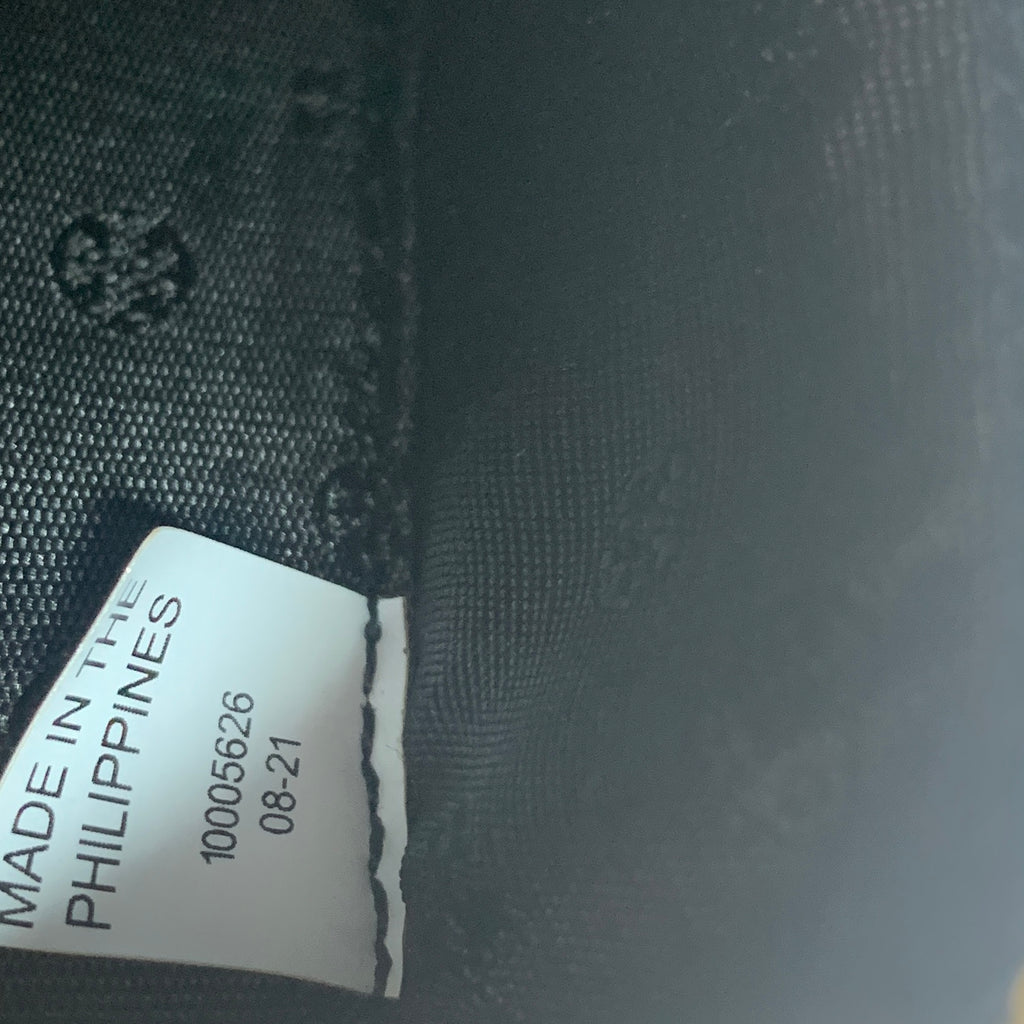 MADE IN THE
PHILIPPINES
10005626
08-21